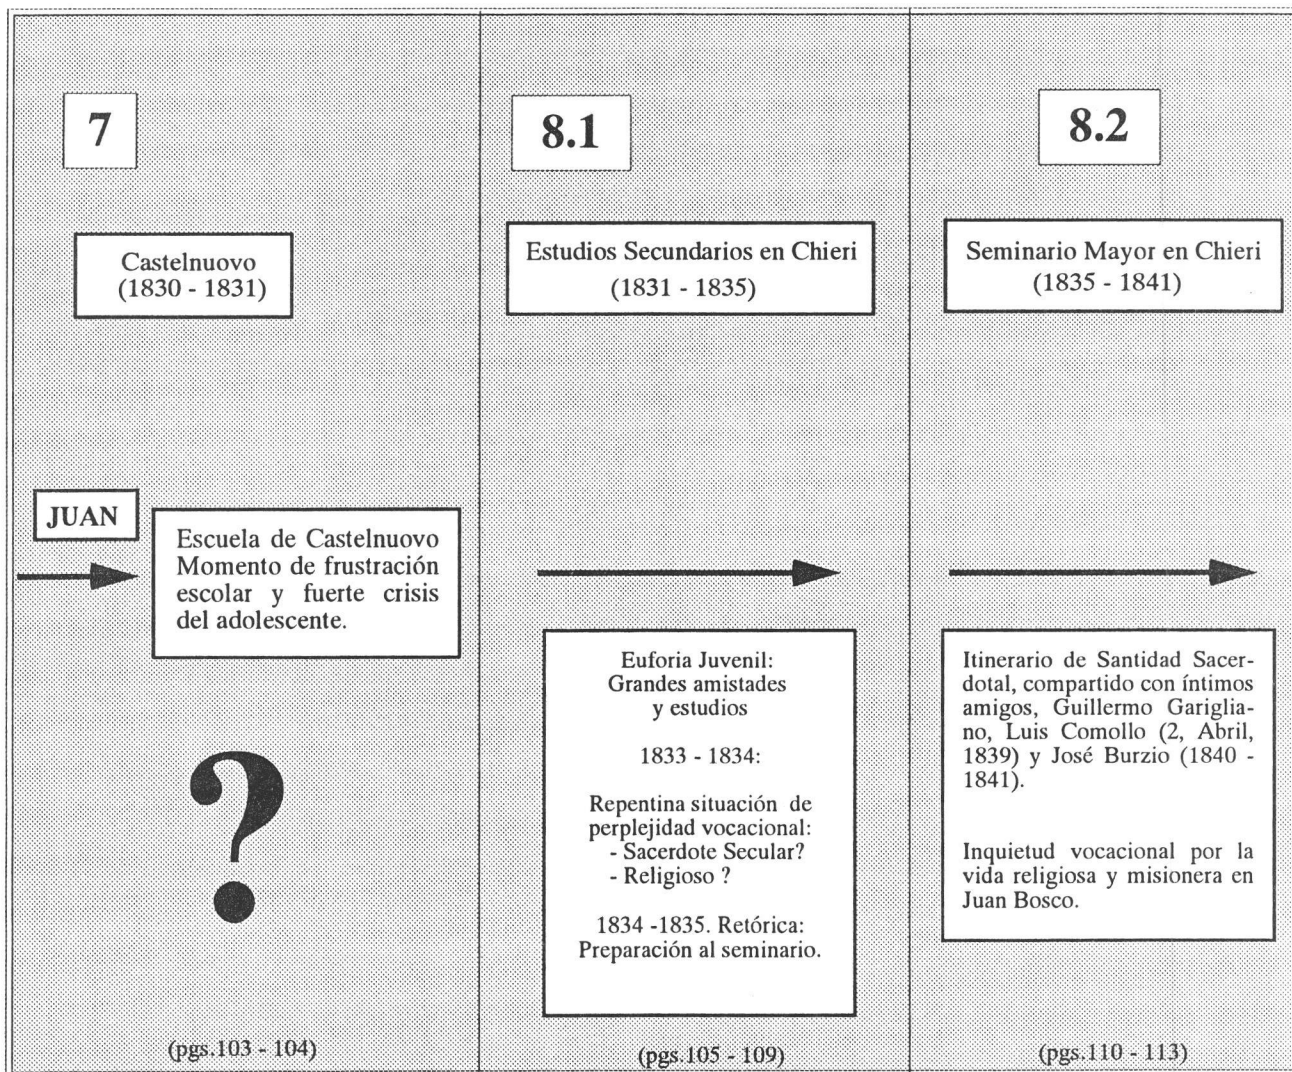 7
Castelnuovo
(1830 - 1831)
JUAN
Escuela de Castelnuovo
Momento de frustración
escolar y fuerte crisis
del adolescente.
?
(pgs.103 - 104)
8.1
Estudios Secundarios en Chieri
(1831 - 1835)
Euforia Juvenil:
Grandes amistades
y estudios
1833 - 1834:
Repentina situación de
perplejidad vocacional:
- Sacerdote Secular?
- Religioso ?
1834 -1835. Retórica:
Preparación al seminario.
(pgs.105 - 109)
8.2
Seminario Mayor en Chieri
(1835 - 1841)
Itinerario de Santidad Sacer-
dotal, compartido con íntimos
amigos, Guillermo Gariglia-
no, Luis Comollo (2, Abril,
1839) y José Burzio (1840 -
1841).
Inquietud vocacional por la
vida religiosa y misionera en
Juan Bosco.
(pgs.110 - 113)